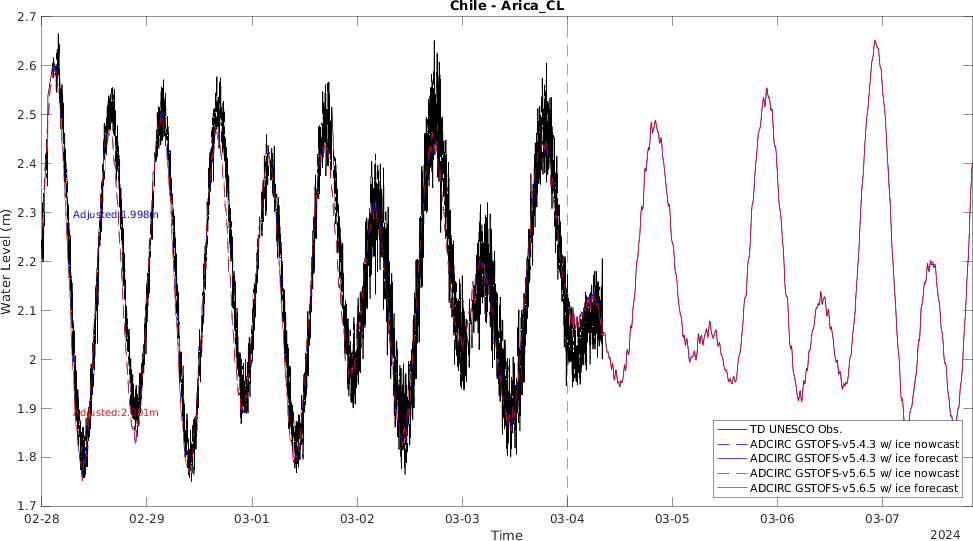 Chile - Arica_CL
2.7
2.6
2.5
2.4
2.3
2.2
2.1
2
1.9
1.8
1.7
Water Level (m)
Adjusted:1.998m
Adjusted:2.001m
TD UNESCO Obs.
ADCIRC GSTOFS-v5.4.3 w/ ice nowcast
ADCIRC GSTOFS-v5.4.3 w/ ice forecast
ADCIRC GSTOFS-v5.6.5 w/ ice nowcast
ADCIRC GSTOFS-v5.6.5 w/ ice forecast
02-28 02-29 03-01 03-02 03-03 03-04 03-05 03-06 03-07
Time
2024